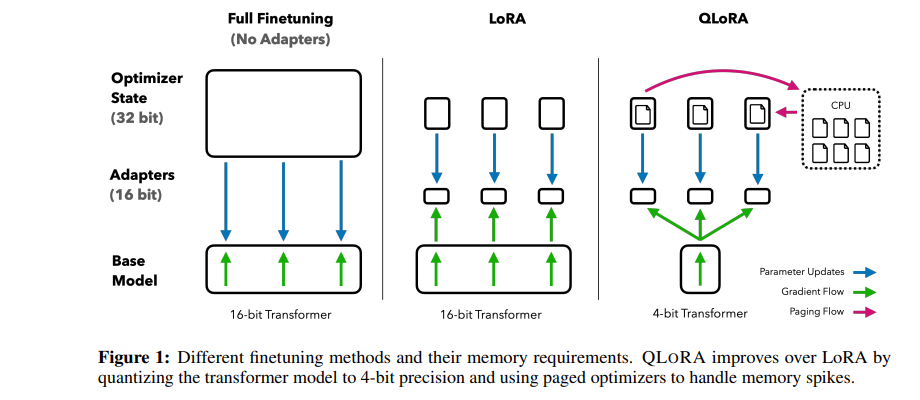 Full Finetuning
(No Adapters)
LoRA
QLoRA
Optimizer
State
(32 bit)
CPU
Adapters
(16 bit)
Base
Model
Parameter Updates
Gradient Flow
Paging Flow
16-bit Transformer
16-bit Transformer
4-bit Transformer
Figure 1: Different finetuning methods and their memory requirements. QLORA improves over LoRA by
quantizing the transformer model to 4-bit precision and using paged optimizers to handle memory spikes.